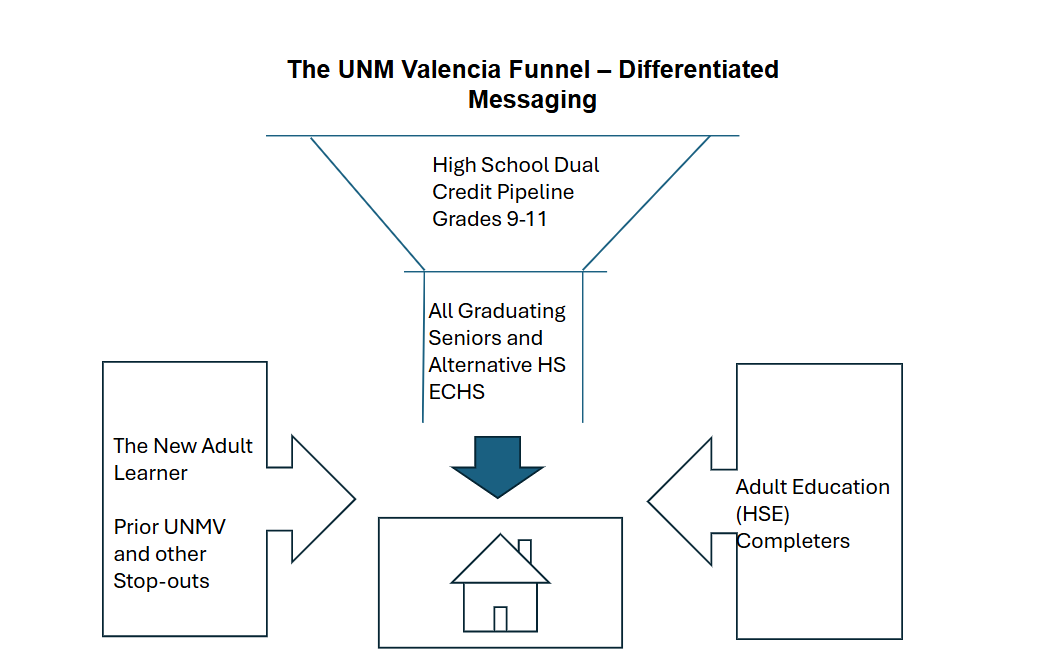 The UNM Valencia Funnel – Differentiated
Messaging
High School Dual
Credit Pipeline
Grades 9-11
All Graduating
Seniors and
Alternative HS
ECHS
The New Adult
Learner
Prior UNMV
and other
Stop-outs
Adult Education
(HSE)
Completers